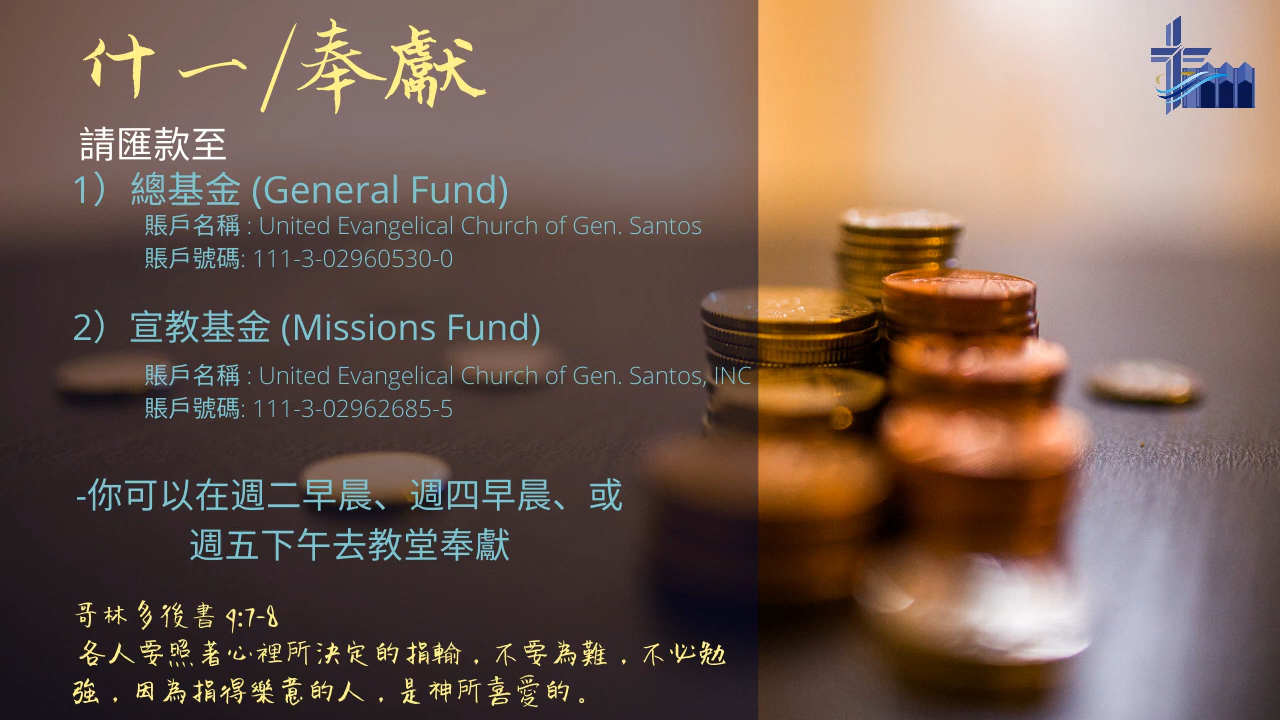 什一/奉獻
請匯款至
1）總基金 (General Fund)
賬戶名稱 : United Evangelical Church of Gen. Santos
賬戶號碼: 111-3-02960530-0
2）宣教基金 (Missions Fund)
賬戶名稱 : United Evangelical Church of Gen. Santos, INC
賬戶號碼: 111-3-02962685-5
-你可以在週二早晨、週四早晨、或
週五下午去教堂奉獻
哥林多後書 9:7-8
各人要照著心裡所決定的捐輸，不要為難，不必勉
強，因為捐得樂意的人，是神所喜愛的。